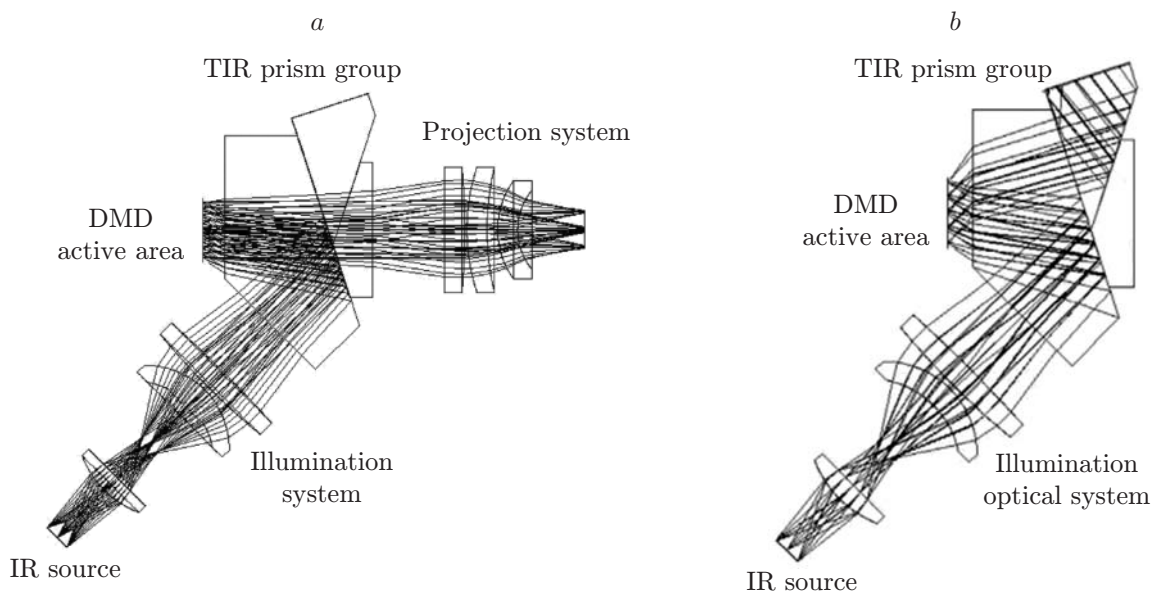 a
TIR prism group
Projection system
DMD
active area
Illumination
system
IR source
b
TIR prism group
DMD
active area
Illumination
optical system
IR source